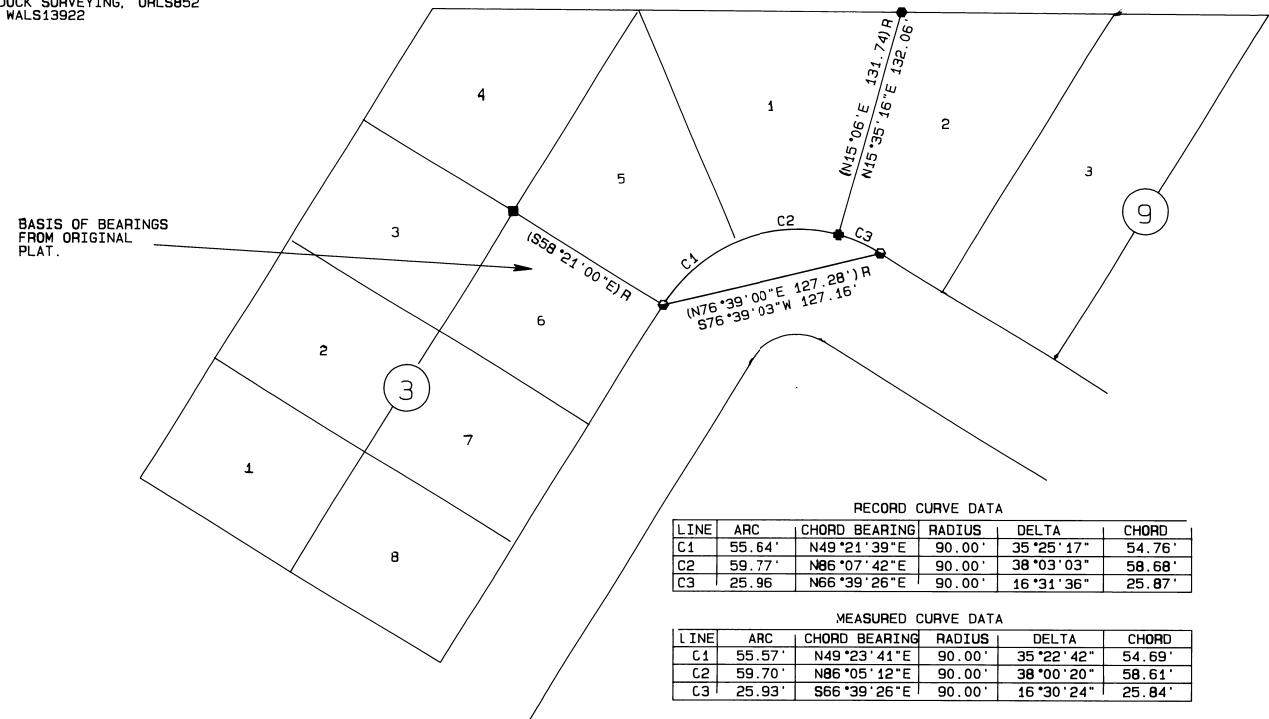 DUCK SURVEYING, ORLS852
WALS13922
4
1
2
3
5
9
3
BASIS OF BEARINGS
FROM ORIGINAL
PLAT.
(N15°06'E 131.74)R
N15°35'16"E 132.06'
C2
C3
C1
(S58°21'00"E)R
(N76°39'00"E 127.28')R
S76°39'03"W 127.16'
6
2
3
7
1
8
RECORD CURVE DATA
LINE ARC CHORD BEARING RADIUS DELTA CHORD
C1 55.64' N49°21'39"E 90.00' 35°25'17" 54.76'
C2 59.77' N86°07'42"E 90.00' 38°03'03" 58.68'
C3 25.96 N66°39'26"E 90.00' 16°31'36" 25.87'
MEASURED CURVE DATA
LINE ARC CHORD BEARING RADIUS DELTA CHORD
C1 55.57' N49°23'41"E 90.00' 35°22'42" 54.69'
C2 59.70' N86°05'12"E 90.00' 38°00'20" 58.61'
C3 25.93' S66°39'26"E 90.00' 16°30'24" 25.84'